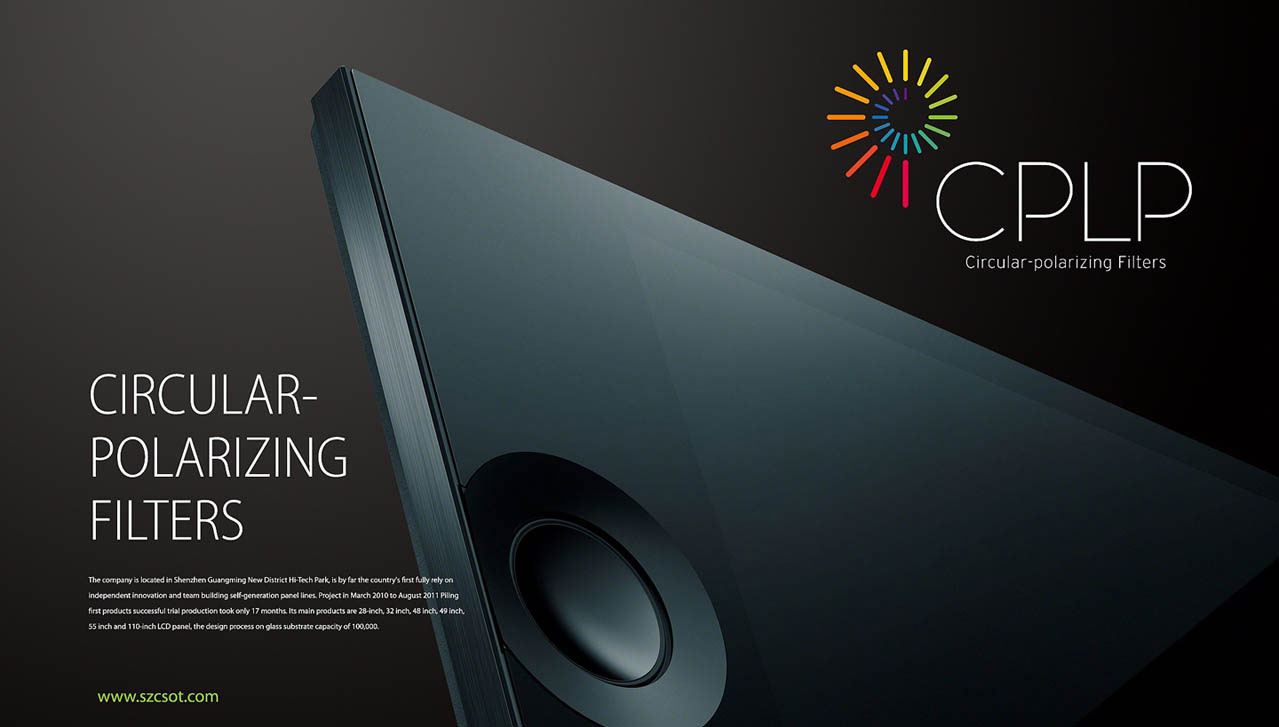 CPLP
Circular-polarizing Filters
CIRCULAR-
POLARIZING
FILTERS
The company is located in Shenzhen Guangming New District Hi-Tech Park, is by far the country's first fully rely on
independent innovation and team building self-generation panel lines. Project in March 2010 to August 2011 Piling
first products successful trial production took only 17 months. Its main products are 28-inch, 32 inch, 48 inch, 49 inch,
55 inch and 110-inch LCD panel, the design process on glass substrate capacity of 100,000.
www.szcsot.com